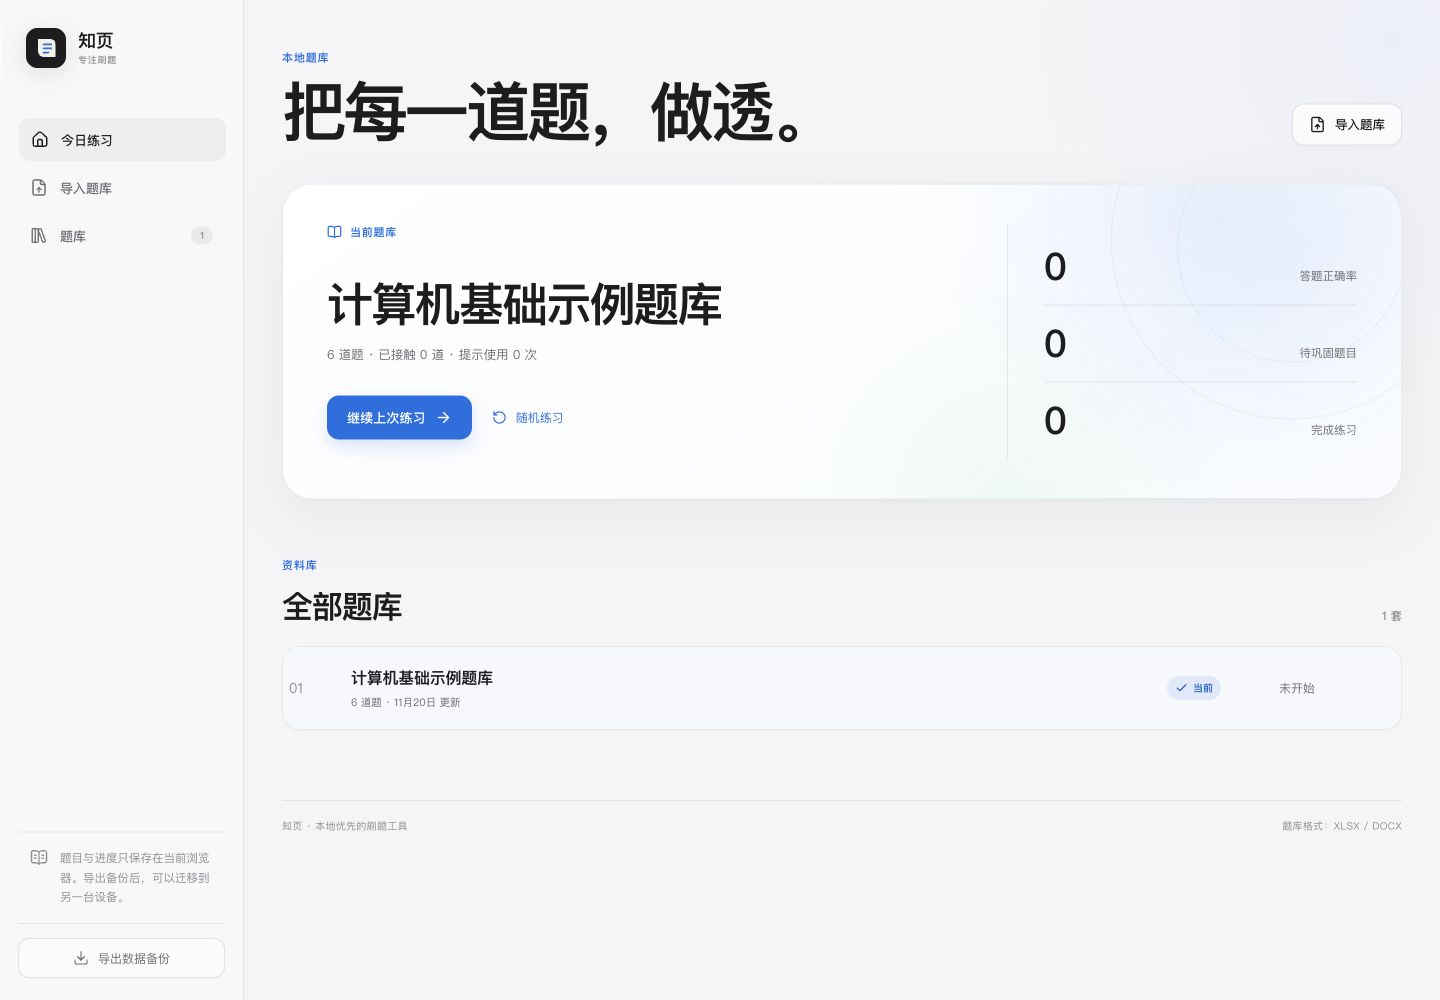 知页
专注刷题
今日练习
导入题库
题库
1
题目与进度只保存在当前浏览
器。导出备份后，可以迁移到
另一台设备。
导出数据备份
本地题库
把每一道题，做透。
导入题库
当前题库
计算机基础示例题库
6 道题 · 已接触 0 道 · 提示使用 0 次
继续上次练习
随机练习
0
答题正确率
0
待巩固题目
0
完成练习
资料库
全部题库
1 套
01
计算机基础示例题库
6 道题 · 11月20日 更新
当前
未开始
知页 · 本地优先的刷题工具
题库格式：XLSX / DOCX